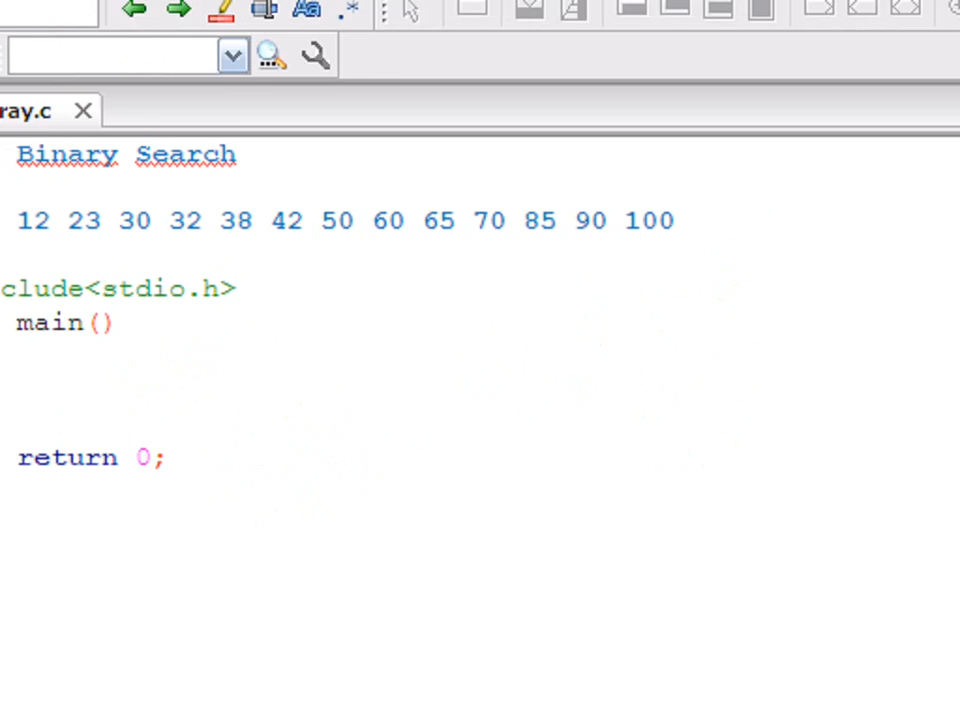 Aa
ray.c
Binary Search
12 23 30 32 38 42 50 60 65 70 85 90 100
clude<stdio.h>
main()
return 0;